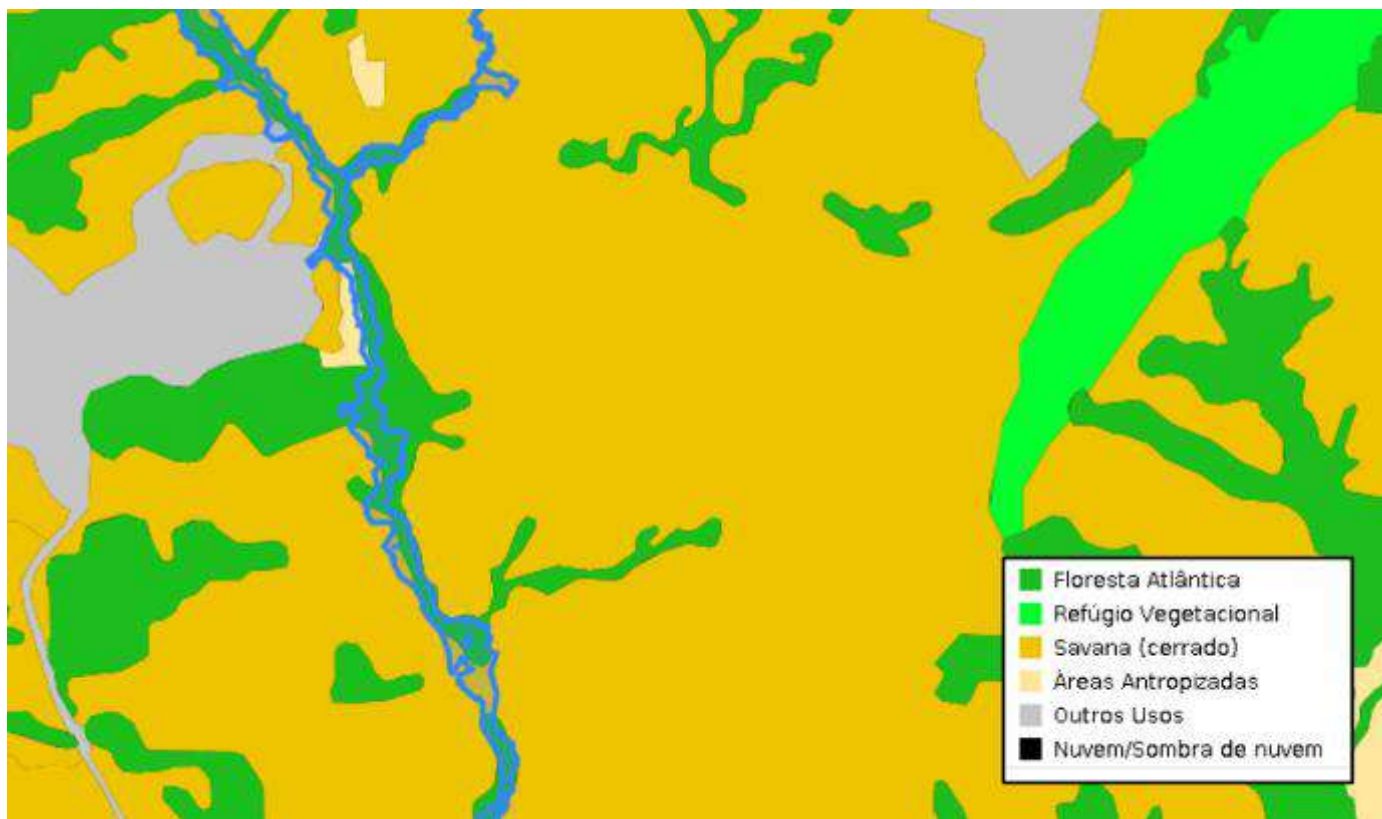 Floresta Atlântica
Refúgio Vegetacional
Savana (cerrado)
Áreas Antropizadas
Outros Usos
Nuvem/Sombra de nuvem